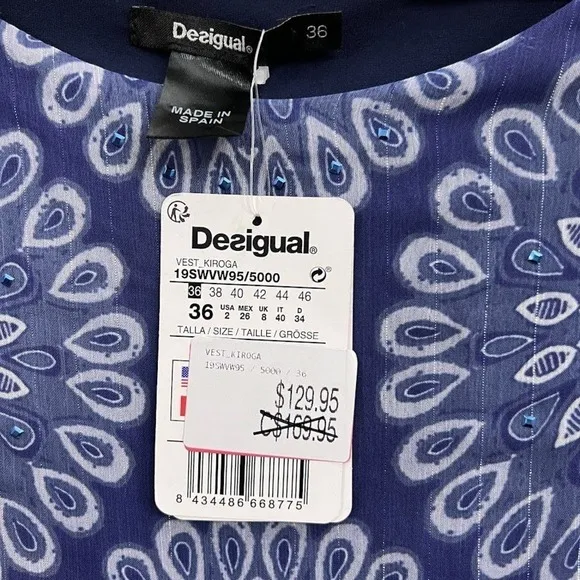 Desigual®
36
MADE IN
SPAIN
Desigual®
VEST_KIROGA
19SWVW95/5000
36 38 40 42 44 46
36 USA 2 MEX 26 UK 8 IT 40 D 34
TALLA / SIZE / TAILLE / GRÖSSE
VEST_KIROGA
19SWVW95 / 5000 / 36
$129.95
C$169.95
8 434486 668775